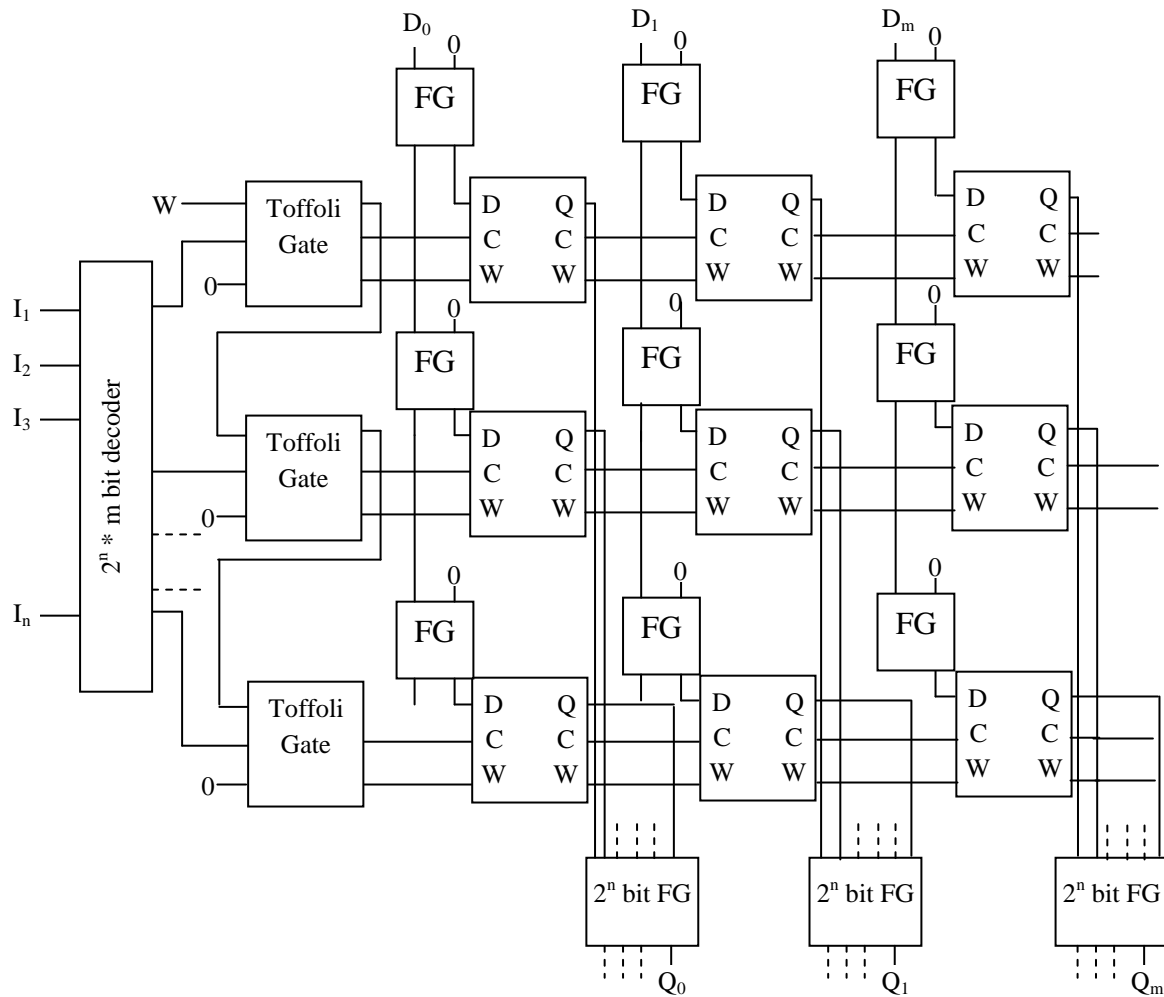 D₀ 0 D₁ 0 Dₘ 0
FG FG FG
W Toffoli Gate D Q D Q D Q
C C C C C C
0 W W W W W W
I₁ 0 0 0
I₂ FG FG FG
I₃
2ⁿ * m bit decoder
Toffoli Gate D Q D Q D Q
C C C C C C
0 W W W W W W
0 0 0
Iₙ FG FG FG
Toffoli Gate D Q D Q D Q
C C C C C C
0 W W W W W W
2ⁿ bit FG 2ⁿ bit FG 2ⁿ bit FG
Q₀ Q₁ Qₘ